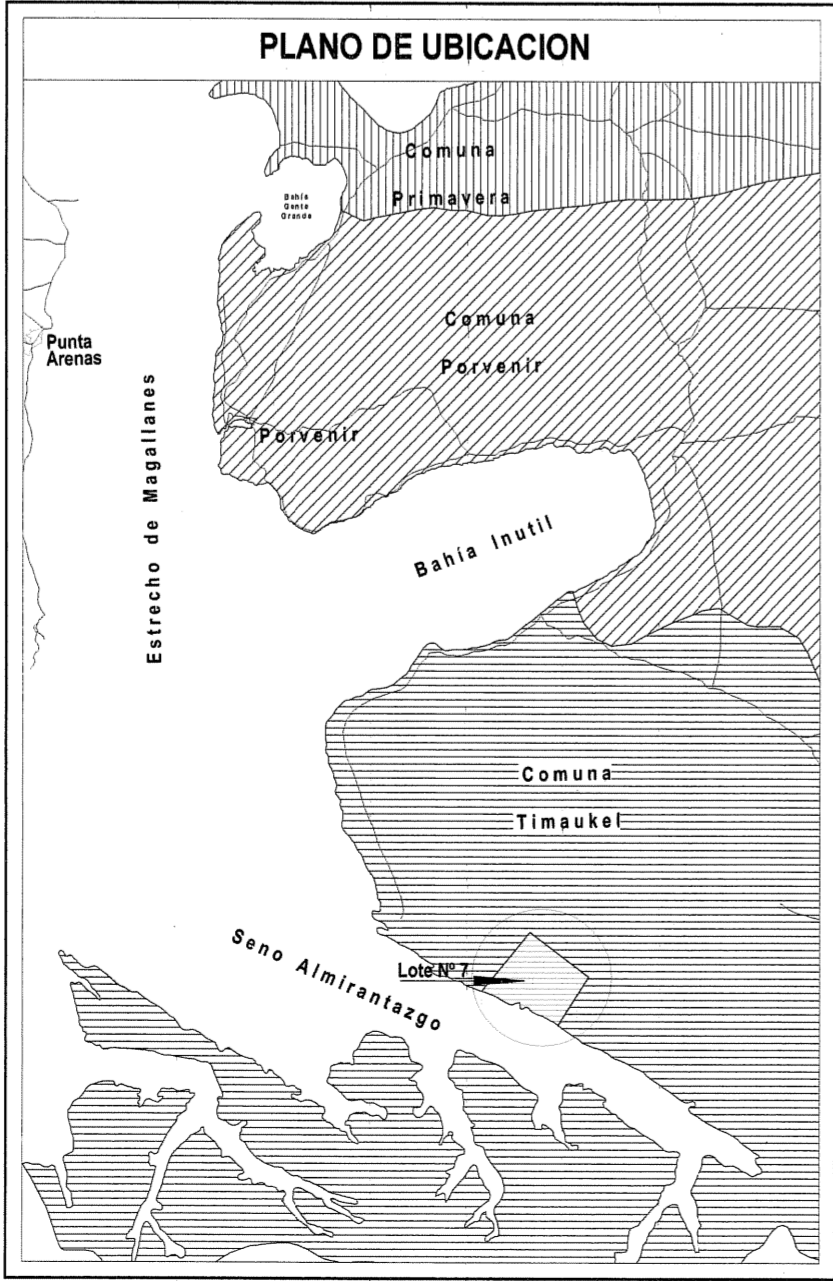 PLANO DE UBICACION
Comuna
Primavera
Bahía
Gente
Grande
Comuna
Porvenir
Punta
Arenas
Porvenir
Estrecho de Magallanes
Bahía Inutil
Comuna
Timaukel
Seno Almirantazgo
Lote Nº 7